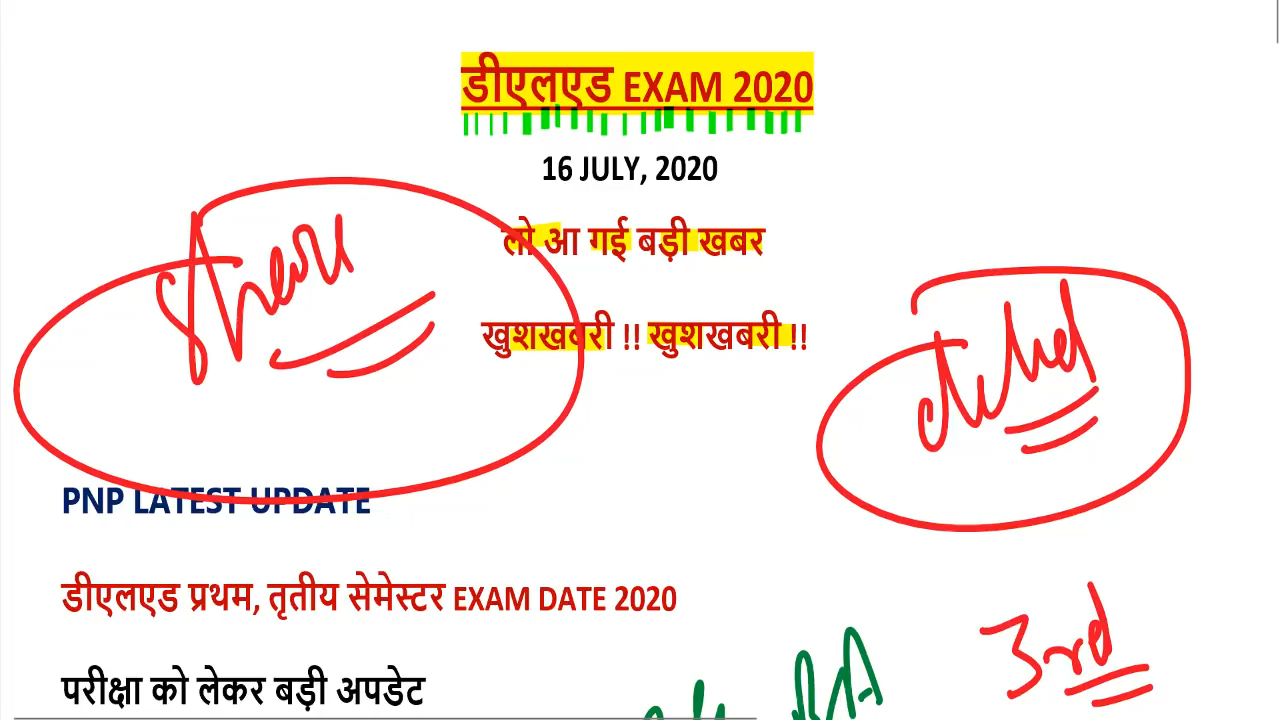 डीएलएड EXAM 2020
16 JULY, 2020
लो आ गई बड़ी खबर
खुशखबरी !! खुशखबरी !!
PNP LATEST UPDATE
डीएलएड प्रथम, तृतीय सेमेस्टर EXAM DATE 2020
3rd
परीक्षा को लेकर बड़ी अपडेट